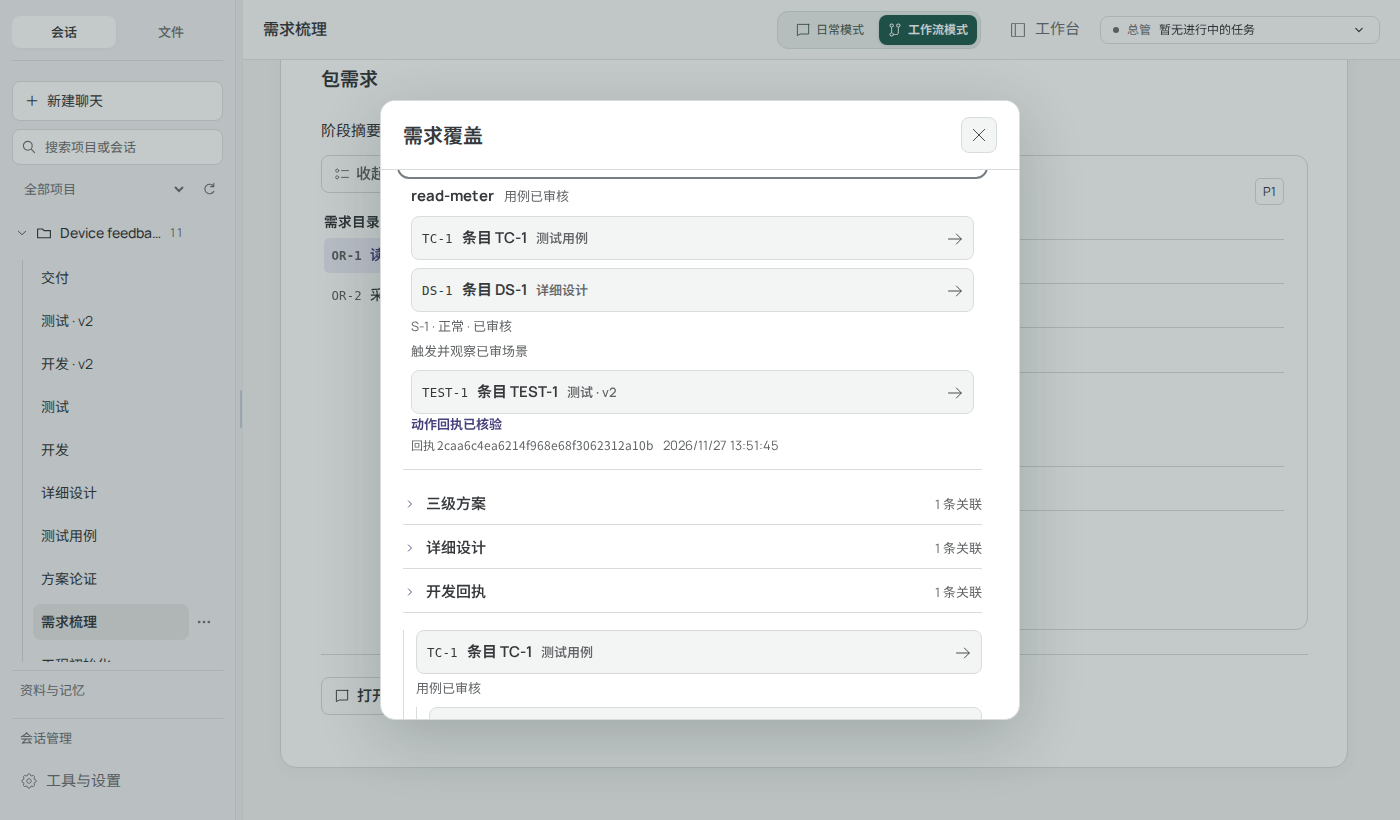 会话 文件
新建聊天
搜索项目或会话
全部项目
Device feedba... 11
交付
测试 · v2
开发 · v2
测试
开发
详细设计
测试用例
方案论证
需求梳理
资料与记忆
会话管理
工具与设置
需求梳理
日常模式 工作流模式 工作台 总管 暂无进行中的任务
包需求
阶段摘要
收起
P1
需求目录
OR-1 读
OR-2 采
打开
需求覆盖
read-meter 用例已审核
TC-1 条目 TC-1 测试用例
DS-1 条目 DS-1 详细设计
S-1 · 正常 · 已审核
触发并观察已审场景
TEST-1 条目 TEST-1 测试 · v2
动作回执已核验
回执 2caa6c4ea6214f968e68f3062312a10b 2026/11/27 13:51:45
三级方案 1 条关联
详细设计 1 条关联
开发回执 1 条关联
TC-1 条目 TC-1 测试用例
用例已审核